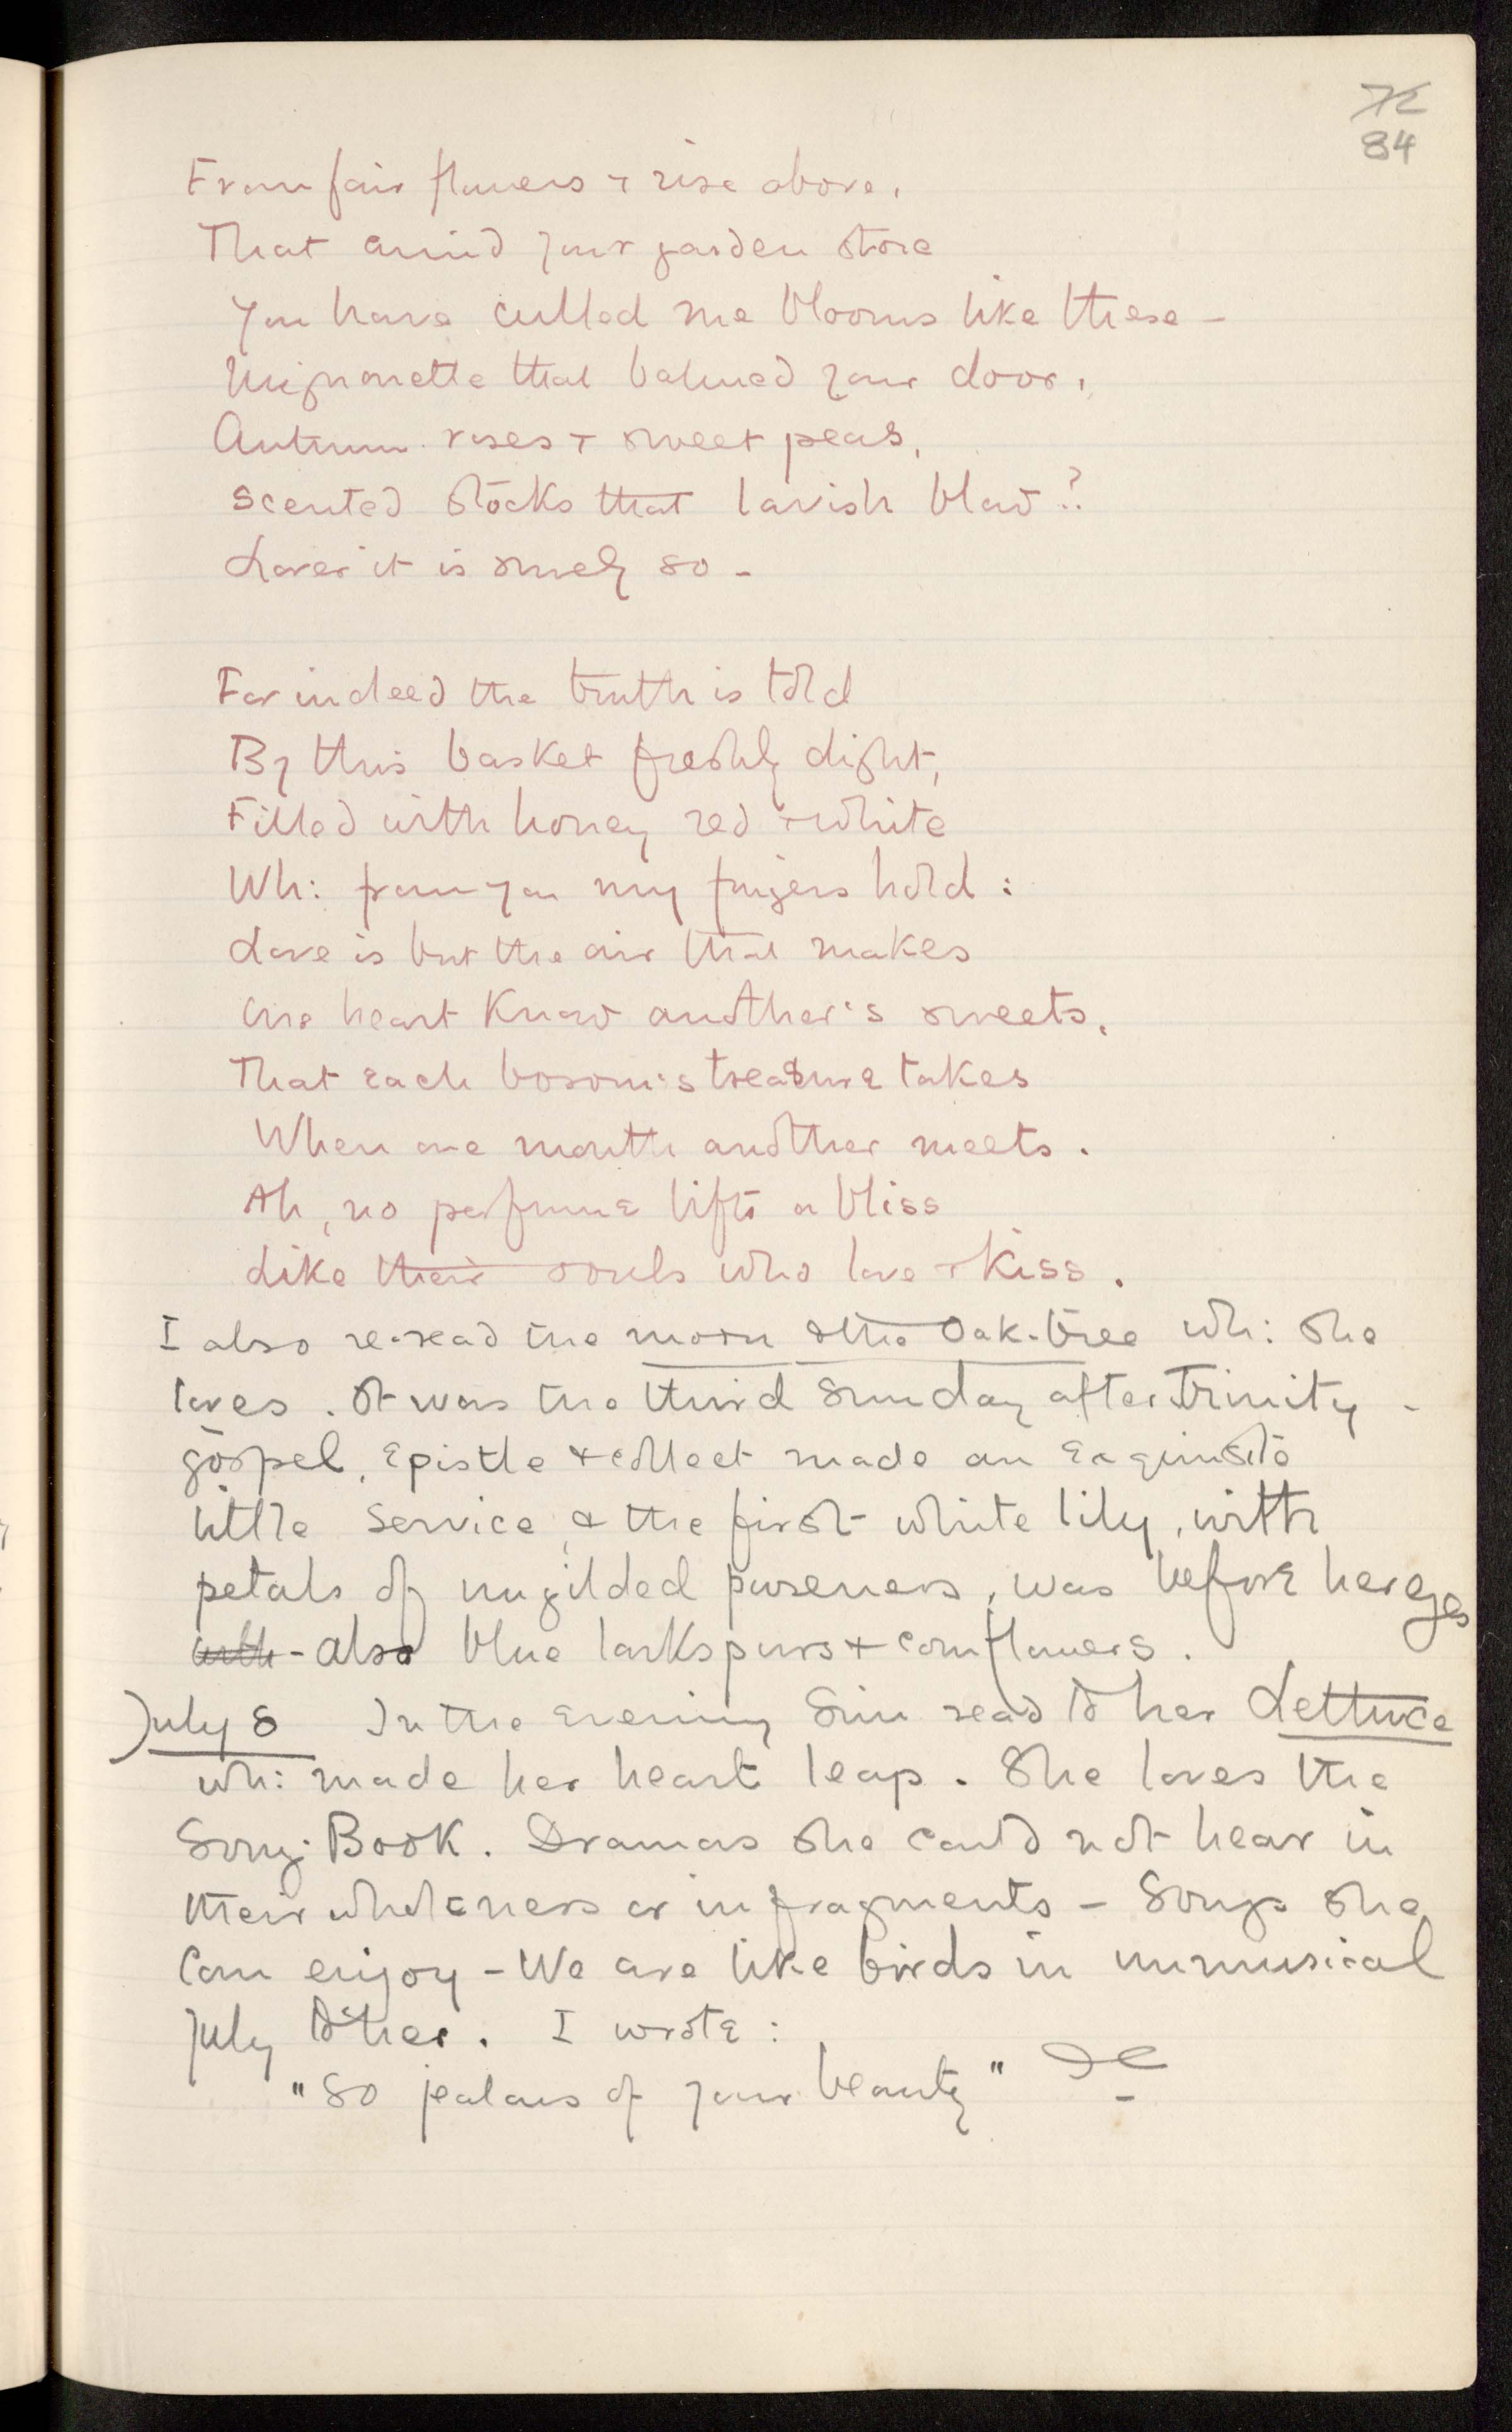 72
84
From fair flowers & rise above,
That amid your garden store
You have culled me blooms like these -
Mignonette that balmed your door,
Autumn roses & sweet peas,
Scented stocks that lavish blow?
Lover it is surely so -
For indeed the truth is told
By this basket freshly dight,
Filled with honey red & white
Wh: from you my fingers hold :
Love is but the air that makes
One heart know another's sweets,
That each bosom's treasure takes
When one mouth another meets.
Ah, no perfume lifts a bliss
Like their souls who love & kiss.
I also re-read the moon & the Oak-tree wh: she
loves. It was the third Sunday after Trinity -
gospel, Epistle & collect made an Exquisite
little service, & the first white lily, with
petals of ungilded pureness, was before her eyes
with - also blue larkspurs & cornflowers.
July 8 In the Evening Sim read to her Lettuce
wh: made her heart leap. She loves the
Song-Book. Dramas she could not hear in
their wholeness or in fragments - Songs she
can enjoy - We are like birds in unmusical
July to her. I wrote :
"So jealous of your beauty"